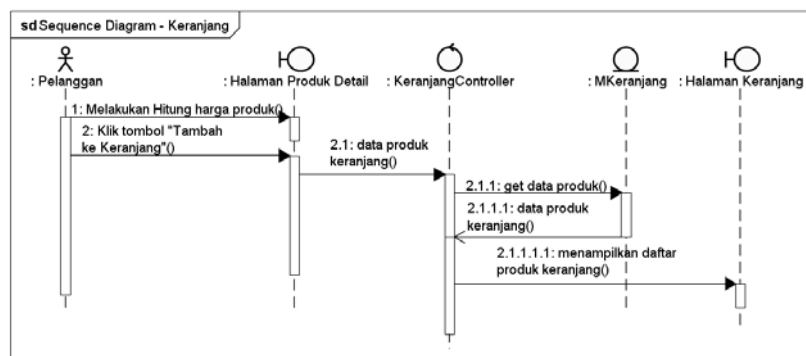 sd Sequence Diagram - Keranjang
: Pelanggan
: Halaman Produk Detail
: KeranjangController
: MKeranjang
: Halaman Keranjang
1: Melakukan Hitung harga produk()
2: Klik tombol "Tambah
ke Keranjang"()
2.1: data produk
keranjang()
2.1.1: get data produk()
2.1.1.1: data produk
keranjang()
2.1.1.1.1: menampilkan daftar
produk keranjang()